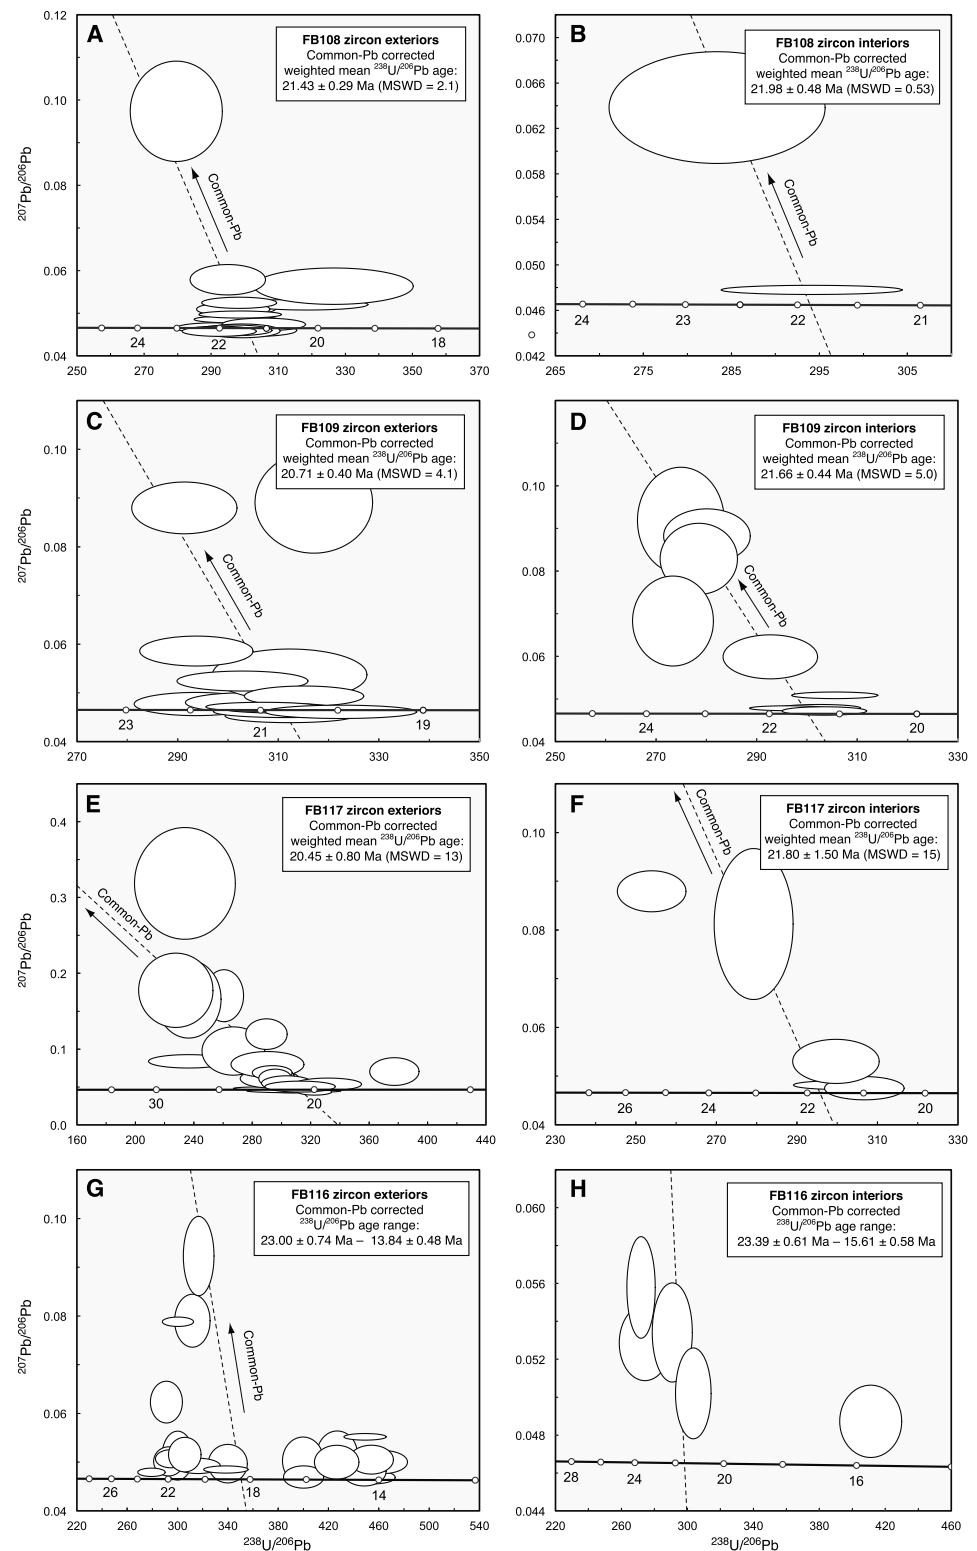 A
FB108 zircon exteriors
Common-Pb corrected
weighted mean ²³⁸U/²⁰⁶Pb age:
21.43 ± 0.29 Ma (MSWD = 2.1)
Common-Pb
²⁰⁷Pb/²⁰⁶Pb
0.12
0.10
0.08
0.06
0.04
24 22 20 18
250 270 290 310 330 350 370
B
FB108 zircon interiors
Common-Pb corrected
weighted mean ²³⁸U/²⁰⁶Pb age:
21.98 ± 0.48 Ma (MSWD = 0.53)
Common-Pb
0.070
0.066
0.062
0.058
0.054
0.050
0.046
0.042
24 23 22 21
265 275 285 295 305
C
FB109 zircon exteriors
Common-Pb corrected
weighted mean ²³⁸U/²⁰⁶Pb age:
20.71 ± 0.40 Ma (MSWD = 4.1)
Common-Pb
²⁰⁷Pb/²⁰⁶Pb
0.10
0.08
0.06
0.04
23 21 19
270 290 310 330 350
D
FB109 zircon interiors
Common-Pb corrected
weighted mean ²³⁸U/²⁰⁶Pb age:
21.66 ± 0.44 Ma (MSWD = 5.0)
Common-Pb
0.10
0.08
0.06
0.04
24 22 20
250 270 290 310 330
E
FB117 zircon exteriors
Common-Pb corrected
weighted mean ²³⁸U/²⁰⁶Pb age:
20.45 ± 0.80 Ma (MSWD = 13)
Common-Pb
²⁰⁷Pb/²⁰⁶Pb
0.4
0.3
0.2
0.1
0.0
30 20
160 200 240 280 320 360 400 440
F
FB117 zircon interiors
Common-Pb corrected
weighted mean ²³⁸U/²⁰⁶Pb age:
21.80 ± 1.50 Ma (MSWD = 15)
Common-Pb
0.10
0.08
0.06
0.04
26 24 22 20
230 250 270 290 310 330
G
FB116 zircon exteriors
Common-Pb corrected
²³⁸U/²⁰⁶Pb age range:
23.00 ± 0.74 Ma – 13.84 ± 0.48 Ma
Common-Pb
²⁰⁷Pb/²⁰⁶Pb
0.10
0.08
0.06
0.04
26 22 18 14
220 260 300 340 380 420 460 500 540
²³⁸U/²⁰⁶Pb
H
FB116 zircon interiors
Common-Pb corrected
²³⁸U/²⁰⁶Pb age range:
23.39 ± 0.61 Ma – 15.61 ± 0.58 Ma
0.060
0.056
0.052
0.048
0.044
28 24 20 16
220 260 300 340 380 420 460
²³⁸U/²⁰⁶Pb